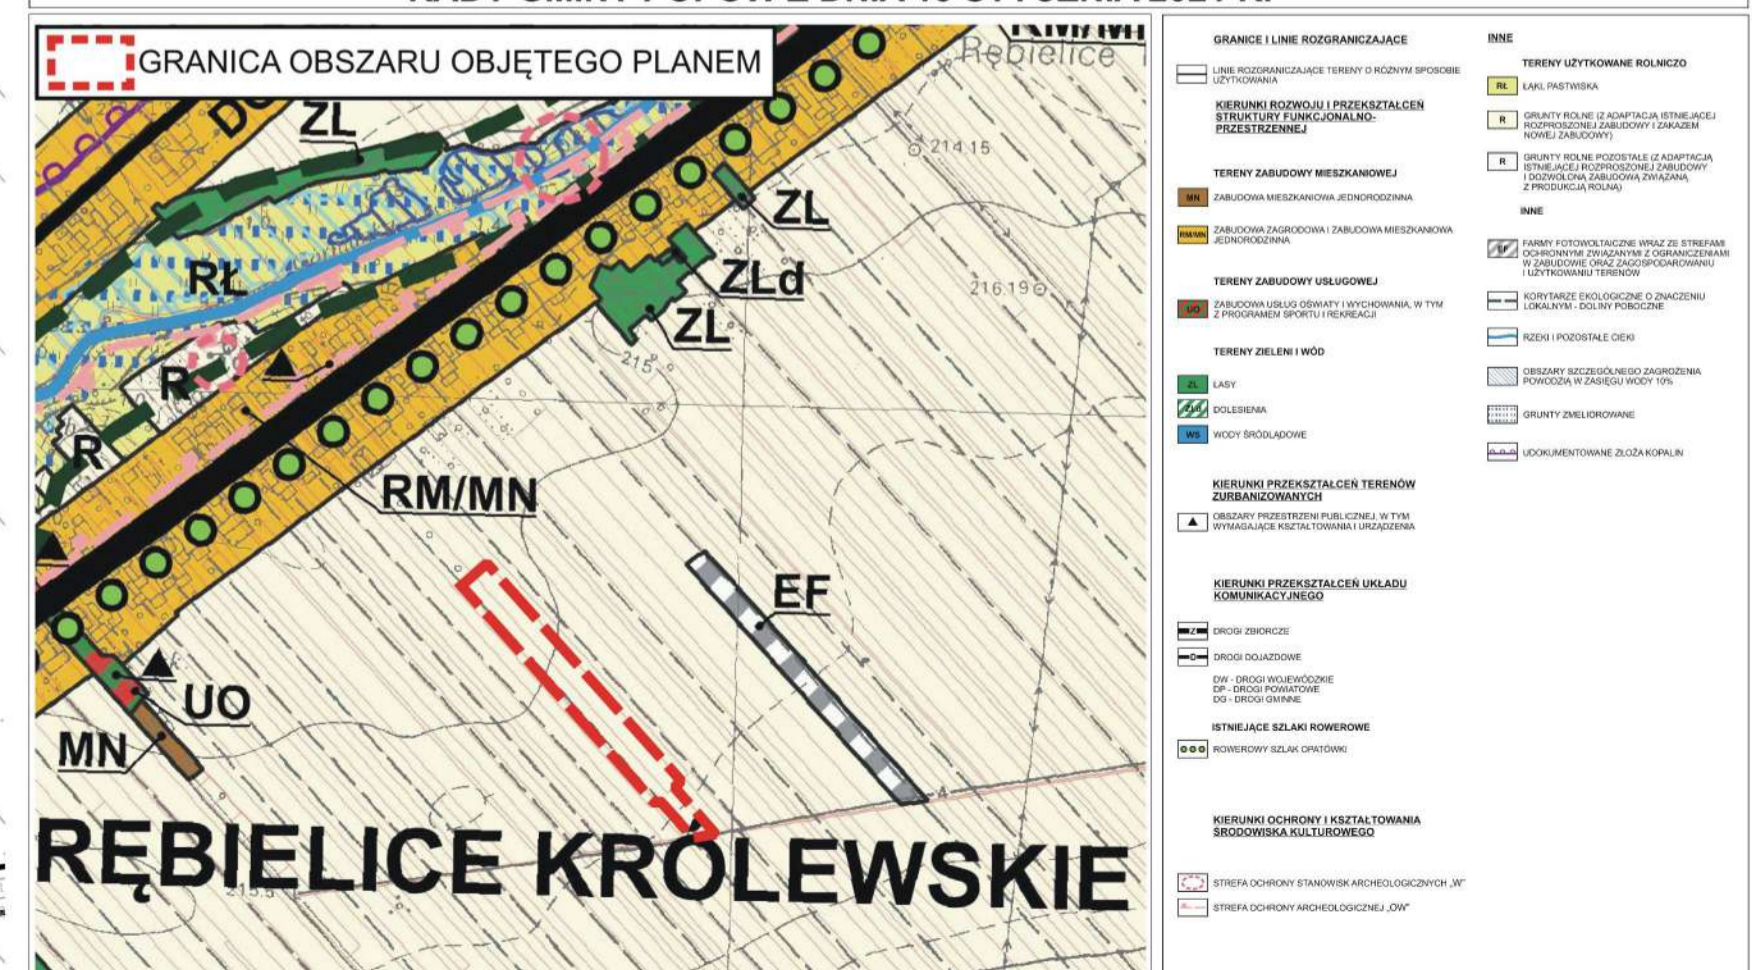 GRANICA OBSZARU OBJĘTEGO PLANEM
RM/MN
Rębielice
ZL
214.15
ZL
RŁ
ZLd
216.19
ZL
215
R
R
RM/MN
EF
UO
MN
4
RĘBIELICE KRÓLEWSKIE
215.5
GRANICE I LINIE ROZGRANICZAJĄCE
LINIE ROZGRANICZAJĄCE TERENY O RÓŻNYM SPOSOBIE
UŻYTKOWANIA
KIERUNKI ROZWOJU I PRZEKSZTAŁCEŃ
STRUKTURY FUNKCJONALNO-
PRZESTRZENNEJ
TERENY ZABUDOWY MIESZKANIOWEJ
MN ZABUDOWA MIESZKANIOWA JEDNORODZINNA
RM/MN ZABUDOWA ZAGRODOWA I ZABUDOWA MIESZKANIOWA
JEDNORODZINNA
TERENY ZABUDOWY USŁUGOWEJ
UO ZABUDOWA USŁUG OŚWIATY I WYCHOWANIA, W TYM
Z PROGRAMEM SPORTU I REKREACJI
TERENY ZIELENI I WÓD
ZL LASY
ZLd DOLESIENIA
WS WODY ŚRÓDLĄDOWE
KIERUNKI PRZEKSZTAŁCEŃ TERENÓW
ZURBANIZOWANYCH
OBSZARY PRZESTRZENI PUBLICZNEJ, W TYM
WYMAGAJĄCE KSZTAŁTOWANIA I URZĄDZENIA
KIERUNKI PRZEKSZTAŁCEŃ UKŁADU
KOMUNIKACYJNEGO
Z DROGI ZBIORCZE
D DROGI DOJAZDOWE
DW - DROGI WOJEWÓDZKIE
DP - DROGI POWIATOWE
DG - DROGI GMINNE
ISTNIEJĄCE SZLAKI ROWEROWE
ROWEROWY SZLAK OPATÓWKI
KIERUNKI OCHRONY I KSZTAŁTOWANIA
ŚRODOWISKA KULTUROWEGO
STREFA OCHRONY STANOWISK ARCHEOLOGICZNYCH „W"
STREFA OCHRONY ARCHEOLOGICZNEJ „OW"
INNE
TERENY UŻYTKOWANE ROLNICZO
RŁ ŁĄKI, PASTWISKA
R GRUNTY ROLNE (Z ADAPTACJĄ ISTNIEJĄCEJ
ROZPROSZONEJ ZABUDOWY I ZAKAZEM
NOWEJ ZABUDOWY)
R GRUNTY ROLNE POZOSTAŁE (Z ADAPTACJĄ
ISTNIEJĄCEJ ROZPROSZONEJ ZABUDOWY
I DOZWOLONĄ ZABUDOWĄ ZWIĄZANĄ
Z PRODUKCJĄ ROLNĄ)
INNE
EF FARMY FOTOWOLTAICZNE WRAZ ZE STREFAMI
OCHRONNYMI ZWIĄZANYMI Z OGRANICZENIAMI
W ZABUDOWIE ORAZ ZAGOSPODAROWANIU
I UŻYTKOWANIU TERENÓW
KORYTARZE EKOLOGICZNE O ZNACZENIU
LOKALNYM - DOLINY POBOCZNE
RZEKI I POZOSTAŁE CIEKI
OBSZARY SZCZEGÓLNEGO ZAGROŻENIA
POWODZIĄ W ZASIĘGU WODY 10%
GRUNTY ZMELIOROWANE
UDOKUMENTOWANE ZŁOŻA KOPALIN